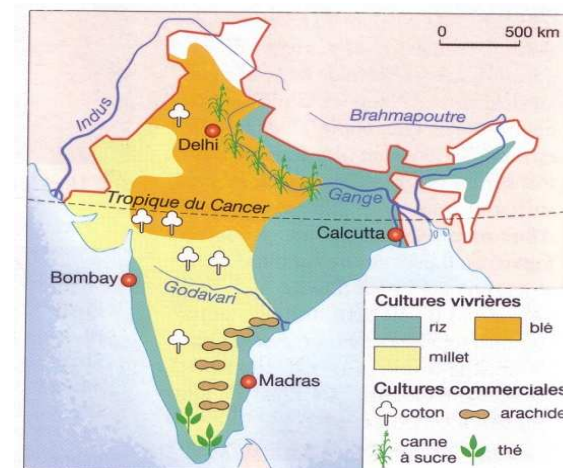 0 500 km
Indus
Brahmapoutre
Delhi
Gange
Tropique du Cancer
Calcutta
Bombay
Godavari
Madras
Cultures vivrières
riz
blé
millet
Cultures commerciales
coton
arachide
canne
à sucre
thé